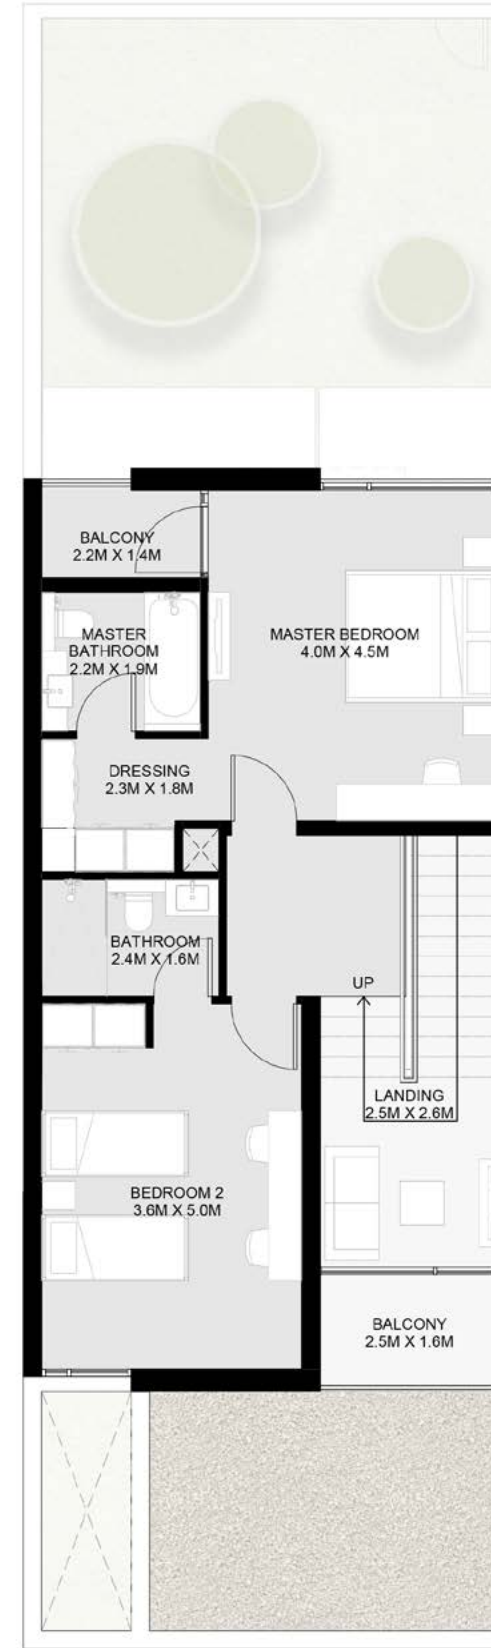 BALCONY
2.2M X 1.4M
MASTER
BATHROOM
2.2M X 1.9M
MASTER BEDROOM
4.0M X 4.5M
DRESSING
2.3M X 1.8M
BATHROOM
2.4M X 1.6M
UP
LANDING
2.5M X 2.6M
BEDROOM 2
3.6M X 5.0M
BALCONY
2.5M X 1.6M